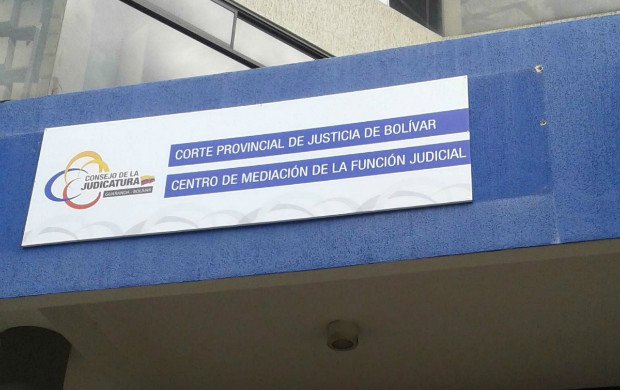 CONSEJO DE LA
JUDICATURA
GUARANDA - BOLÍVAR
CORTE PROVINCIAL DE JUSTICIA DE BOLÍVAR
CENTRO DE MEDIACIÓN DE LA FUNCIÓN JUDICIAL